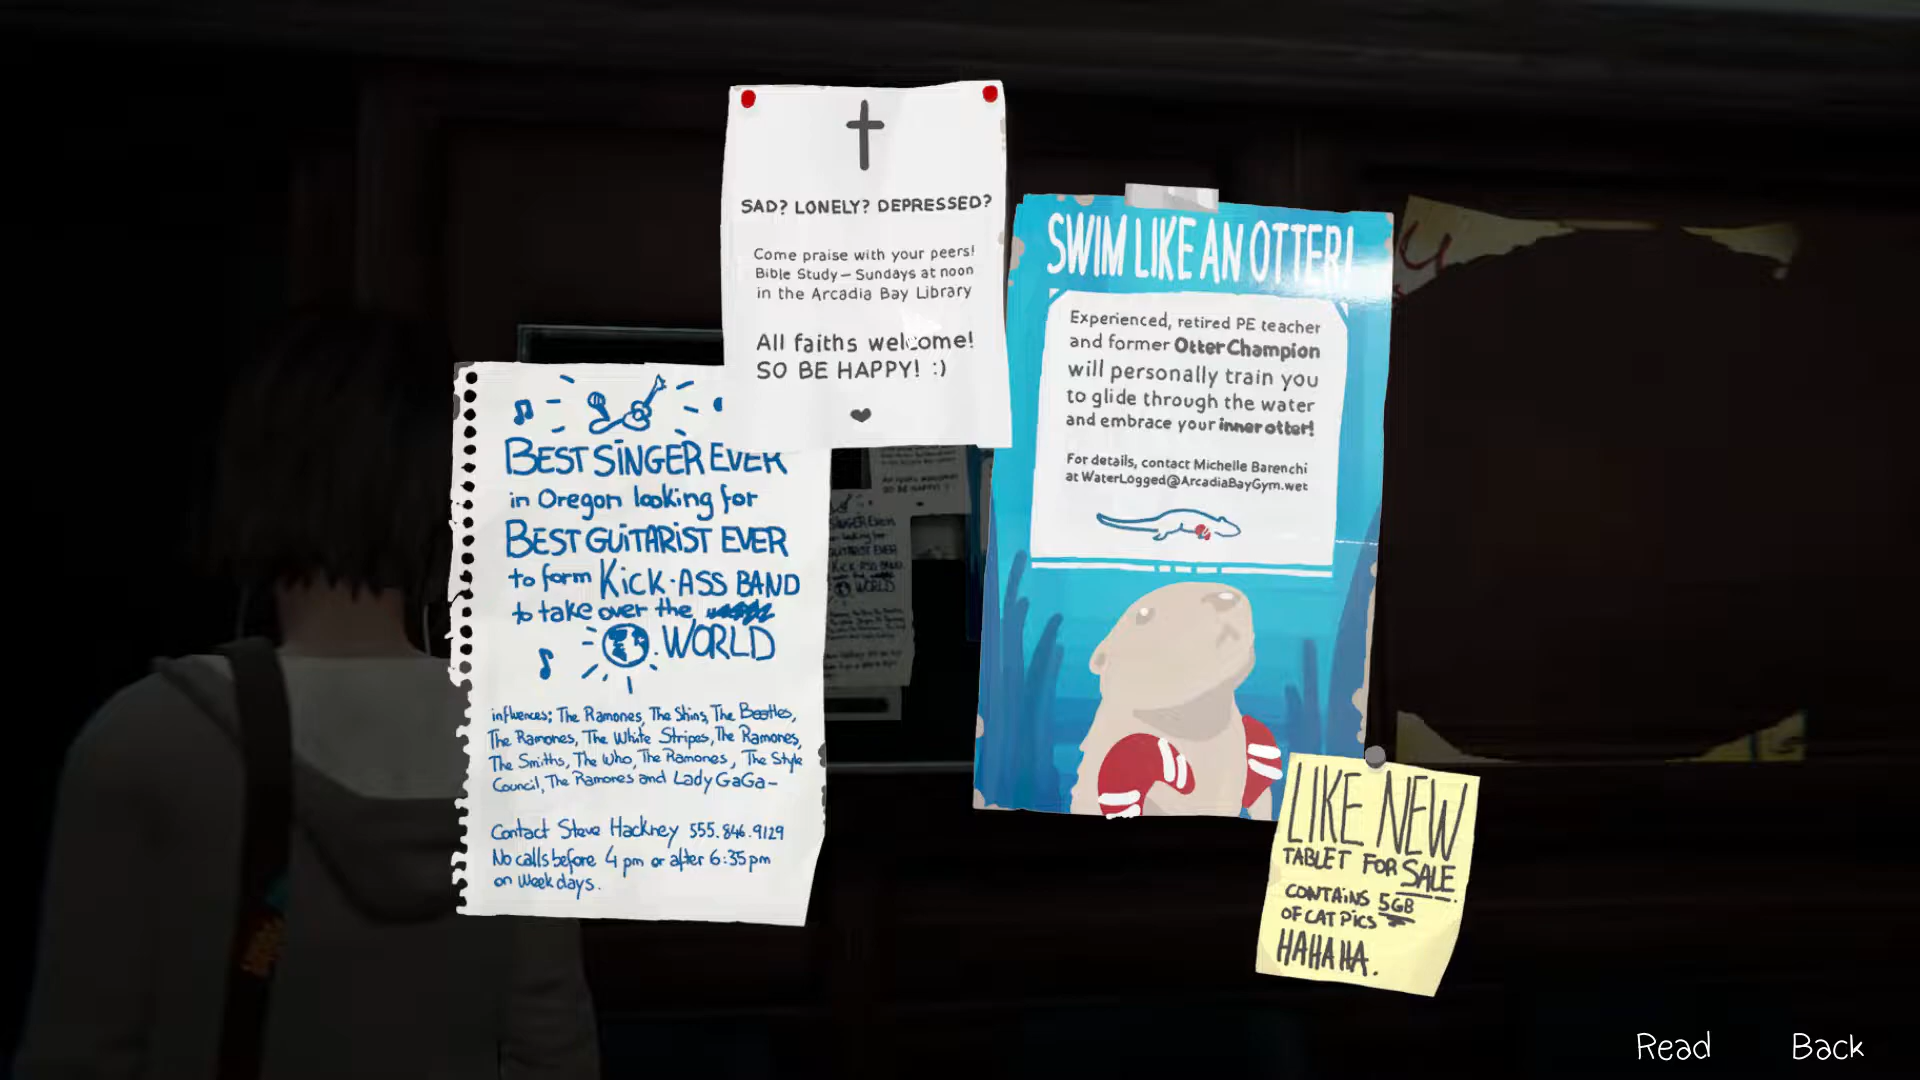 SAD? LONELY? DEPRESSED?
Come praise with your peers!
Bible Study – Sundays at noon
in the Arcadia Bay Library
All faiths welcome!
SO BE HAPPY! :)
BEST SINGER EVER
in Oregon looking for
BEST GUITARIST EVER
to form KICK-ASS BAND
to take over the
WORLD
influences; The Ramones, The Shins, The Beatles,
The Ramones, The White Stripes, The Ramones,
The Smiths, The Who, The Ramones, The Style
Council, The Ramones and Lady GaGa –
Contact Steve Hackney 555.846.9129
No calls before 4 pm or after 6:35pm
on Weekdays.
SWIM LIKE AN OTTER!
Experienced, retired PE teacher
and former Otter Champion
will personally train you
to glide through the water
and embrace your inner otter!
For details, contact Michelle Barenchi
at WaterLogged@ArcadiaBayGym.wet
LIKE NEW
TABLET FOR SALE.
CONTAINS 5GB
OF CAT PICS
HAHAHA.
Read Back